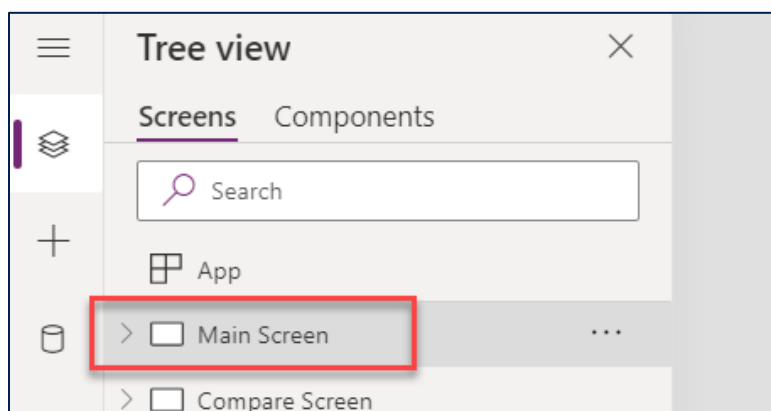 Tree view
Screens Components
Search
App
Main Screen ...
Compare Screen